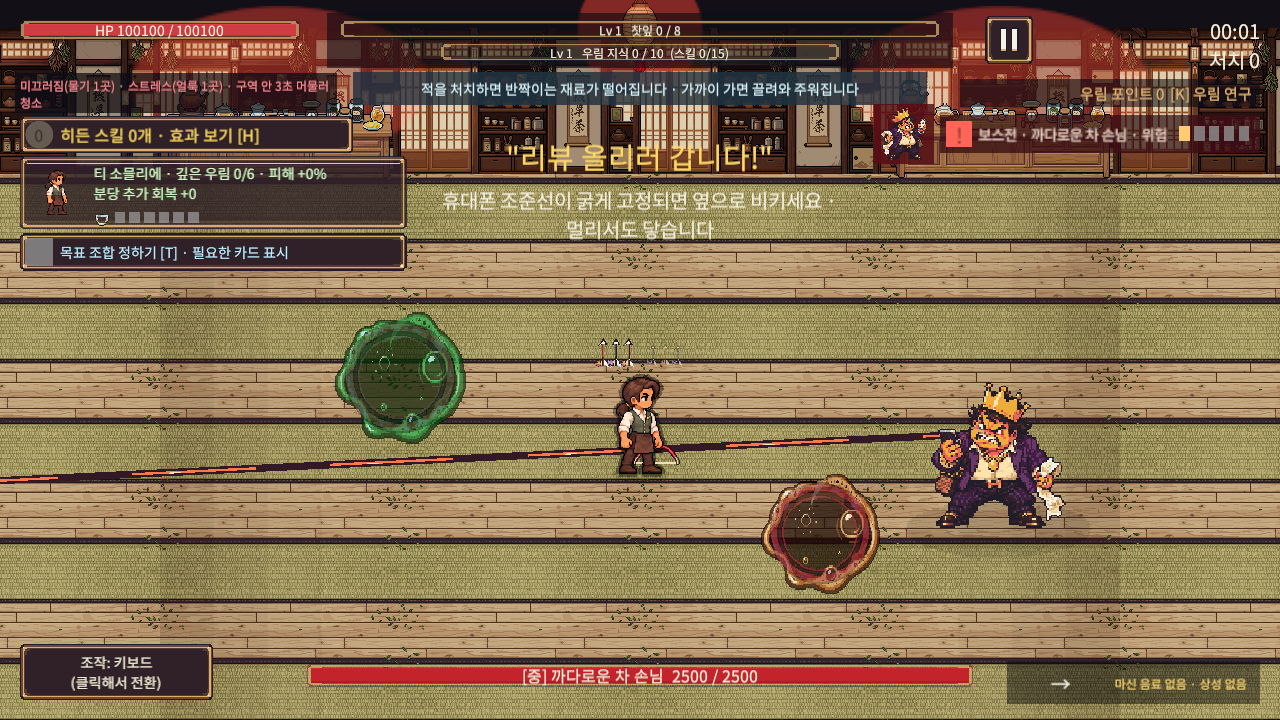 HP 100100 / 100100
Lv 1 찻잎 0 / 8
Lv 1 우림 지식 0 / 10 (스킬 0/15)
00:01
처치 0
미끄러짐(물기 1곳) · 스트레스(얼룩 1곳) · 구역 안 3초 머물러
청소
적을 처치하면 반짝이는 재료가 떨어집니다 · 가까이 가면 끌려와 주워집니다
우림 포인트 0 [K] 우림 연구
0 히든 스킬 0개 · 효과 보기 [H]
! 보스전 · 까다로운 차 손님 · 위험
"리뷰 올리러 갑니다!"
티 소믈리에 · 깊은 우림 0/6 · 피해 +0%
분당 추가 회복 +0
휴대폰 조준선이 굵게 고정되면 옆으로 비키세요 ·
멀리서도 닿습니다
목표 조합 정하기 [T] · 필요한 카드 표시
조작: 키보드
(클릭해서 전환)
[중] 까다로운 차 손님 2500 / 2500
→ 마신 음료 없음 · 상성 없음